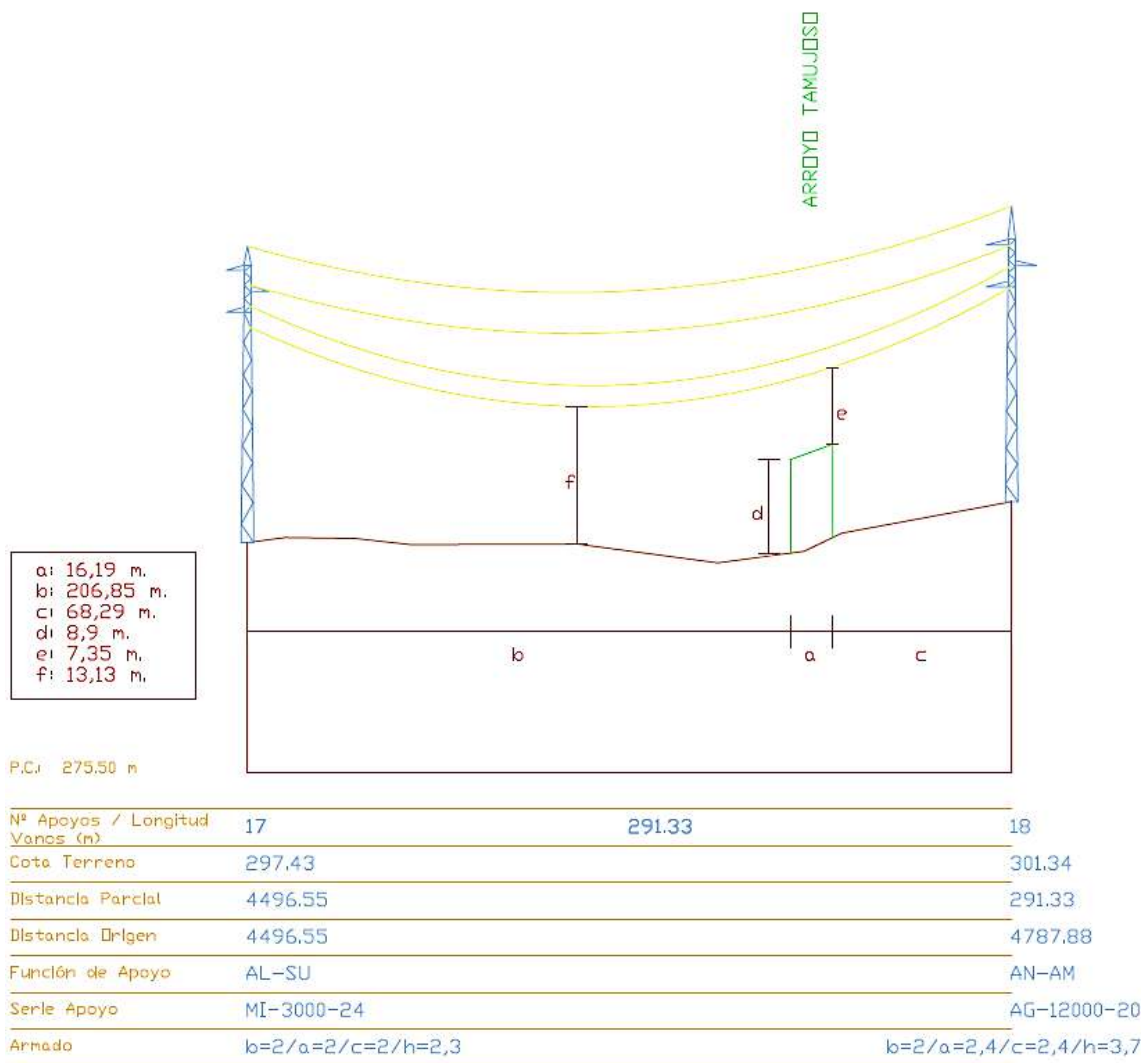 ARROYO TAMUJOSO
e
f
d
a: 16,19 m.
b: 206,85 m.
c: 68,29 m.
d: 8,9 m.
e: 7,35 m.
f: 13,13 m.
b
a
c
P.C.: 275.50 m
Nº Apoyos / Longitud Vanos (m)
17
291.33
18
Cota Terreno
297.43
301.34
Distancia Parcial
4496.55
291.33
Distancia Origen
4496.55
4787.88
Función de Apoyo
AL-SU
AN-AM
Serie Apoyo
MI-3000-24
AG-12000-20
Armado
b=2/a=2/c=2/h=2,3
b=2/a=2,4/c=2,4/h=3,7